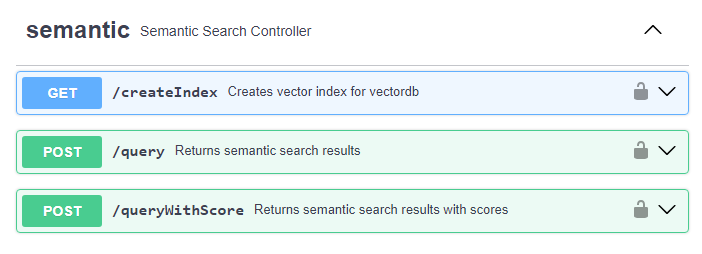 semantic Semantic Search Controller
GET /createIndex Creates vector index for vectordb
POST /query Returns semantic search results
POST /queryWithScore Returns semantic search results with scores